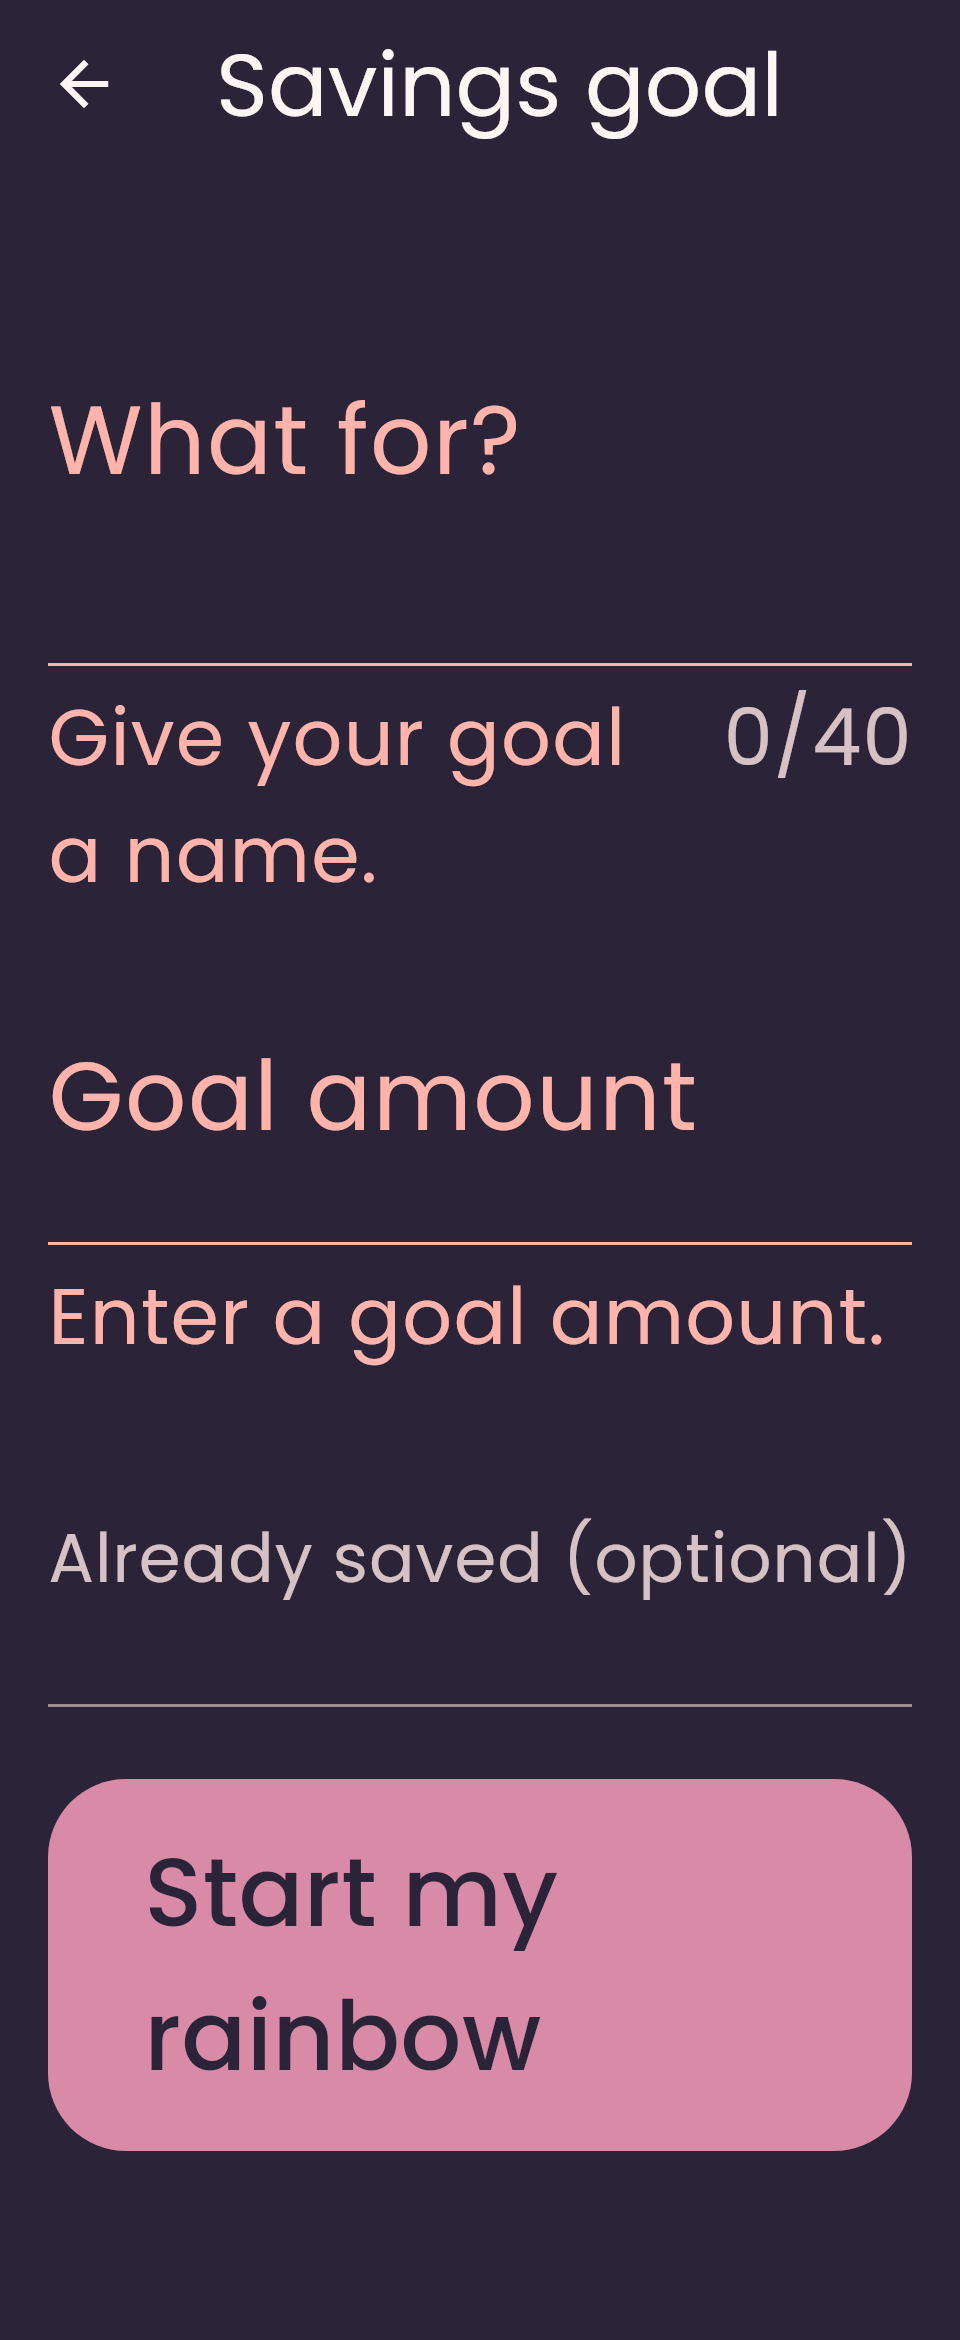 Savings goal
What for?
Give your goal 0/40
a name.
Goal amount
Enter a goal amount.
Already saved (optional)
Start my
rainbow